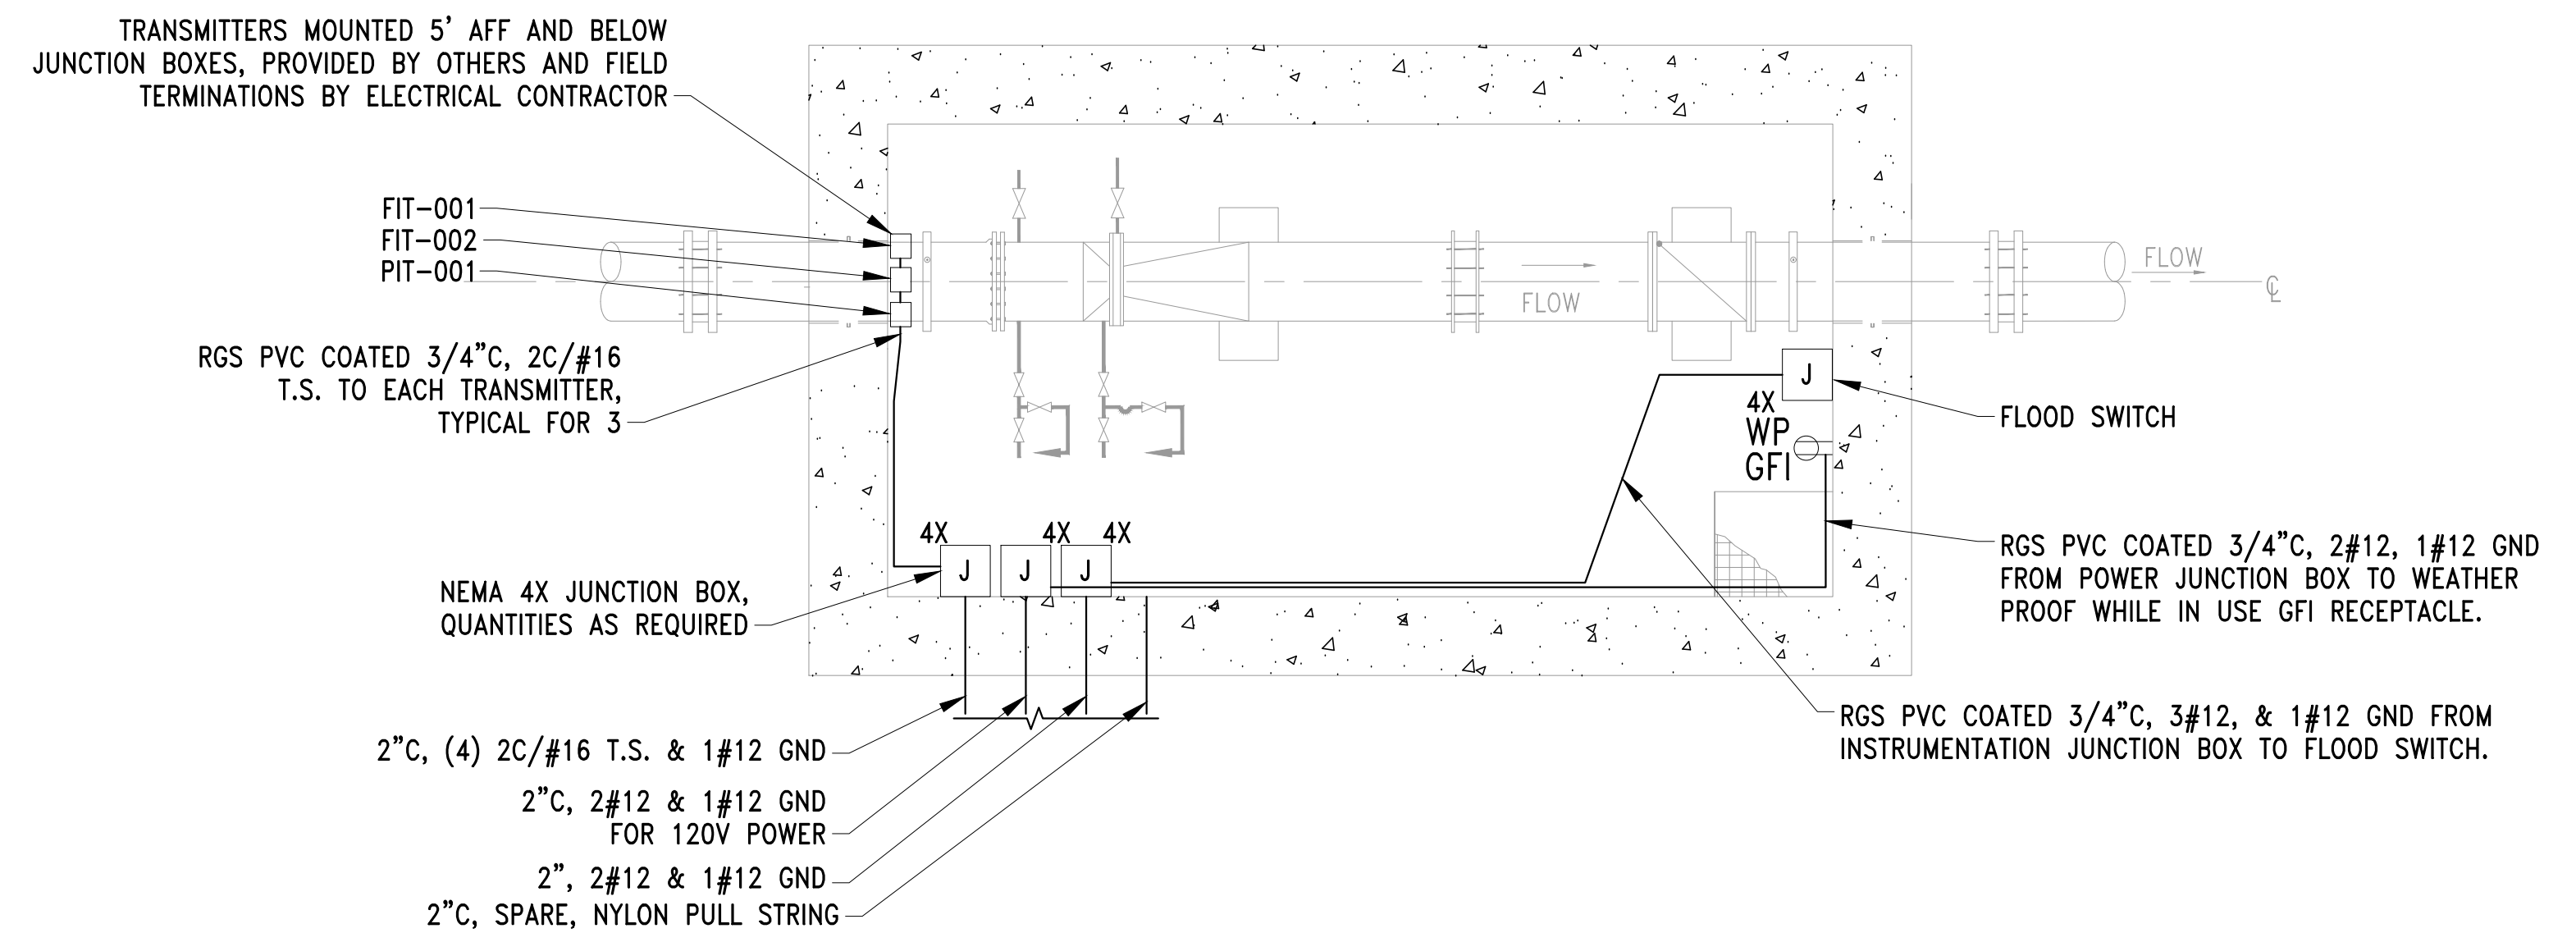 TRANSMITTERS MOUNTED 5' AFF AND BELOW
JUNCTION BOXES, PROVIDED BY OTHERS AND FIELD
TERMINATIONS BY ELECTRICAL CONTRACTOR
FIT-001
FIT-002
PIT-001
FLOW
FLOW
℄
RGS PVC COATED 3/4"C, 2C/#16
T.S. TO EACH TRANSMITTER,
TYPICAL FOR 3
J
4X
WP
GFI
FLOOD SWITCH
4X
4X
4X
J
J
J
NEMA 4X JUNCTION BOX,
QUANTITIES AS REQUIRED
RGS PVC COATED 3/4"C, 2#12, 1#12 GND
FROM POWER JUNCTION BOX TO WEATHER
PROOF WHILE IN USE GFI RECEPTACLE.
RGS PVC COATED 3/4"C, 3#12, & 1#12 GND FROM
INSTRUMENTATION JUNCTION BOX TO FLOOD SWITCH.
2"C, (4) 2C/#16 T.S. & 1#12 GND
2"C, 2#12 & 1#12 GND
FOR 120V POWER
2", 2#12 & 1#12 GND
2"C, SPARE, NYLON PULL STRING